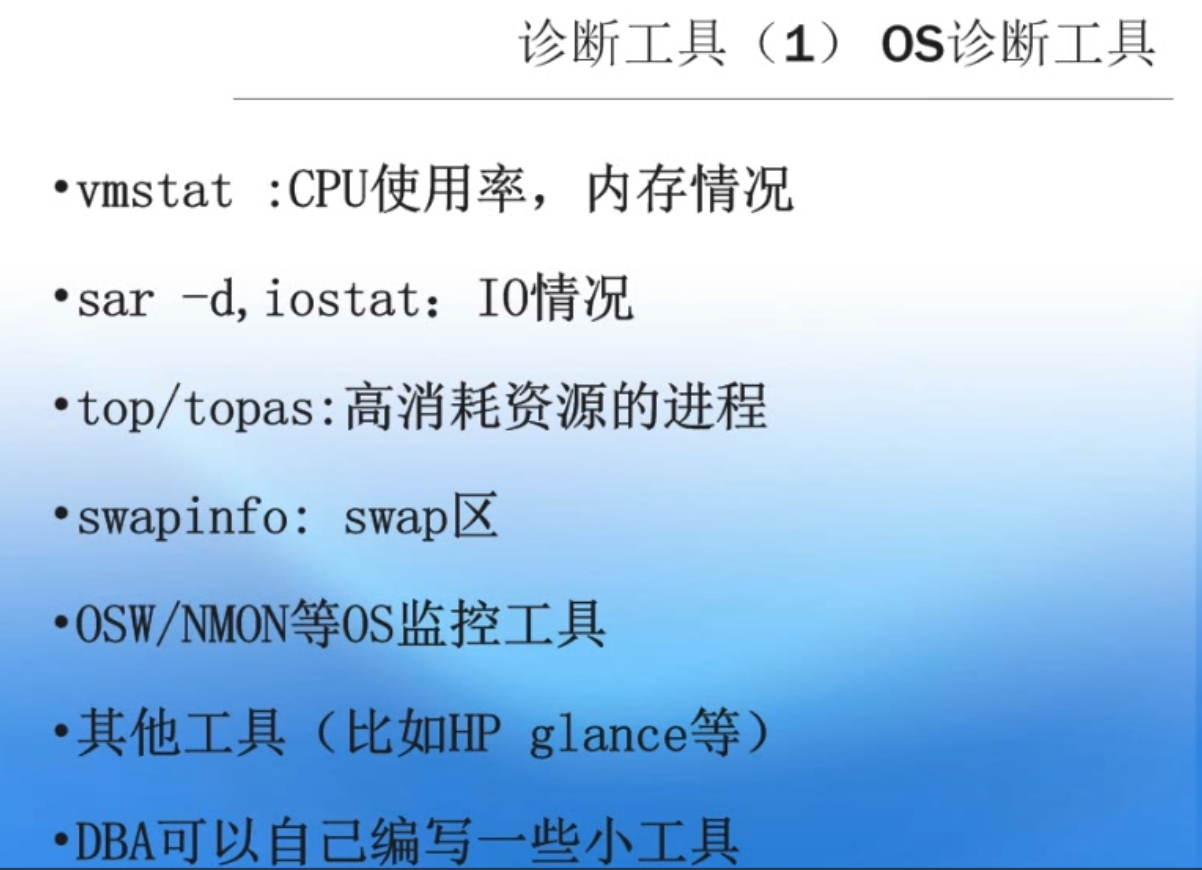 诊断工具（1） OS诊断工具
•vmstat :CPU使用率，内存情况
•sar -d,iostat：IO情况
•top/topas:高消耗资源的进程
•swapinfo: swap区
•OSW/NMON等OS监控工具
•其他工具（比如HP glance等）
•DBA可以自己编写一些小工具